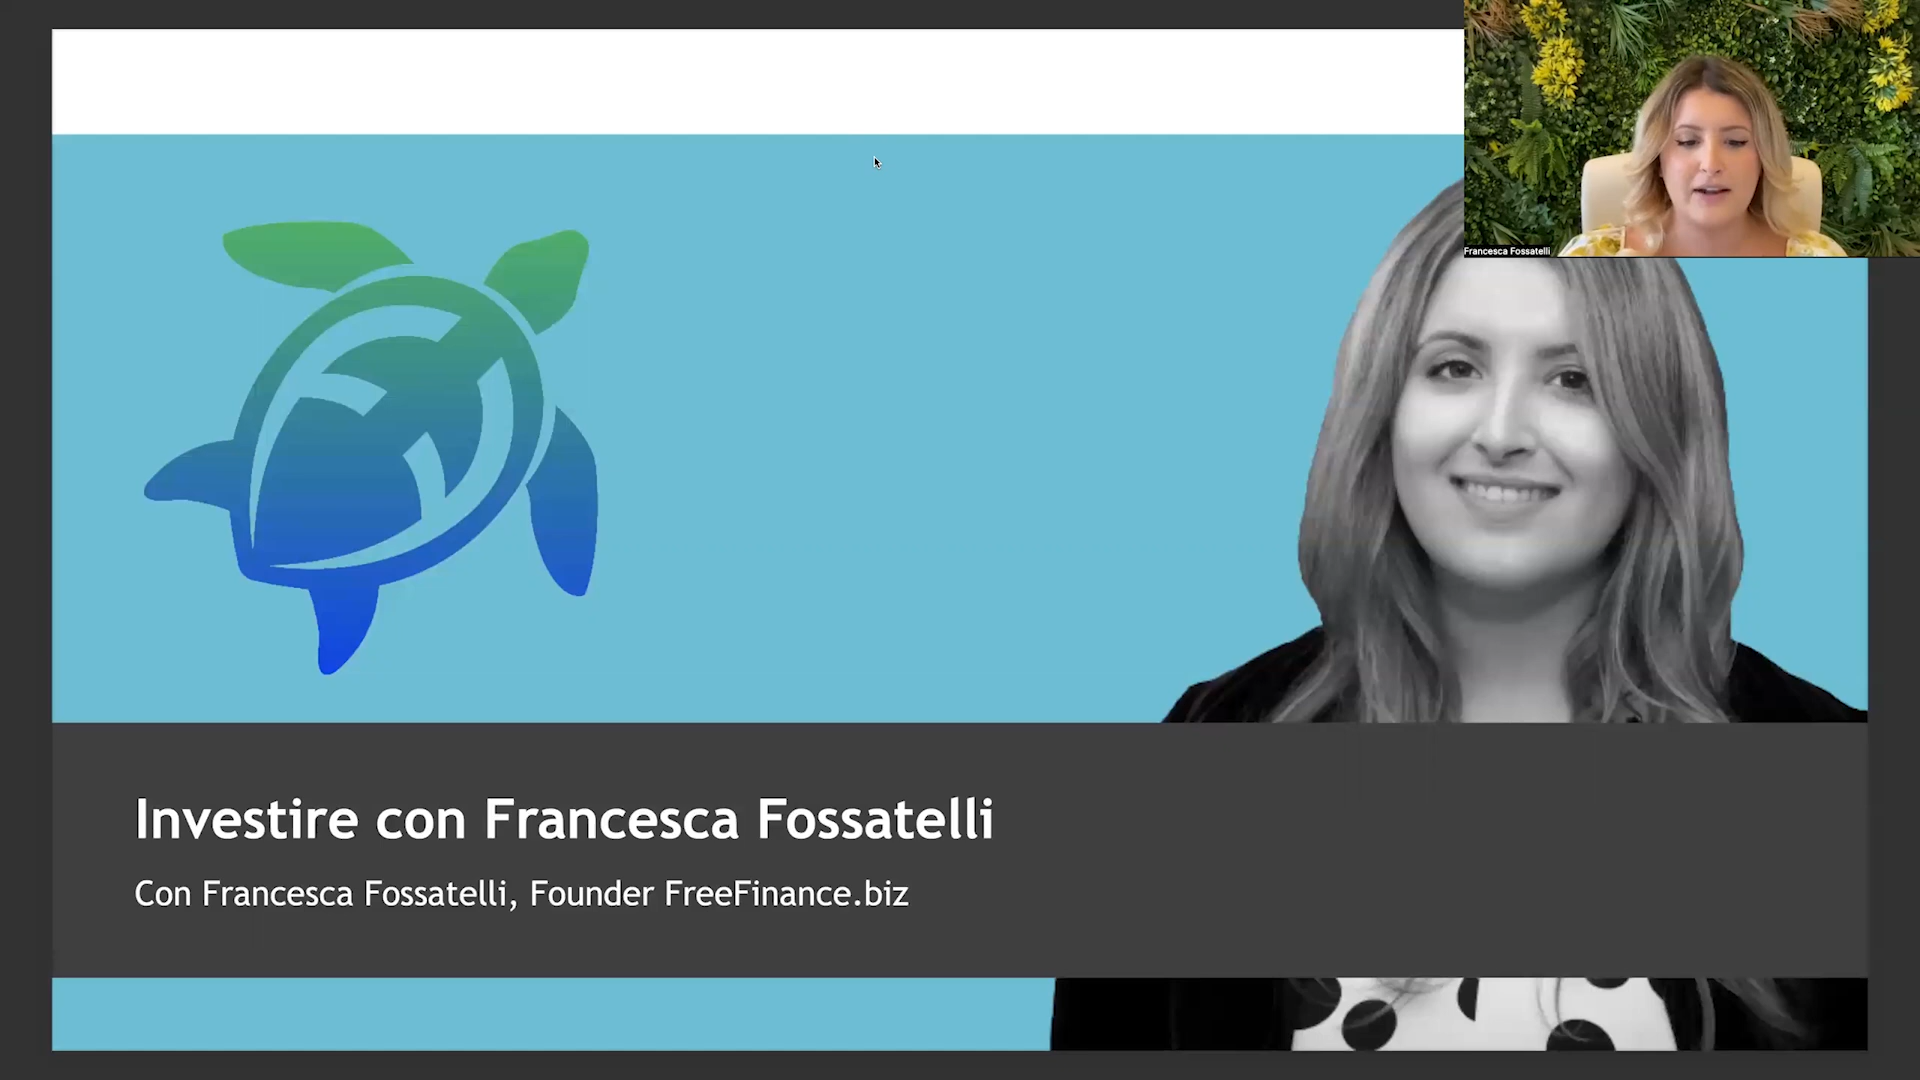 Francesca Fossatelli
Investire con Francesca Fossatelli
Con Francesca Fossatelli, Founder FreeFinance.biz